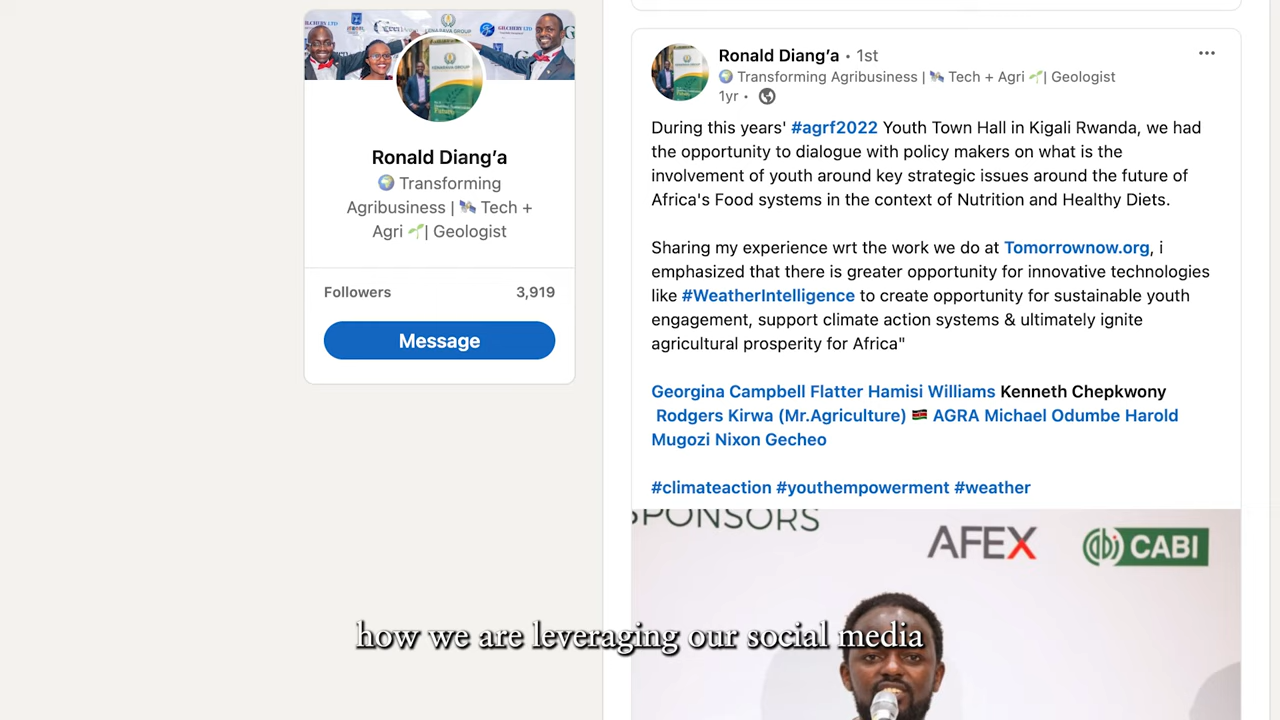 GILCHERY LTD
KENARAVA GROUP
KENARAVA GROUP
Ronald Diang’a
🌍 Transforming
Agribusiness | 🛰️ Tech +
Agri 🌱| Geologist
Followers 3,919
Message
Ronald Diang’a • 1st
🌍 Transforming Agribusiness | 🛰️ Tech + Agri 🌱| Geologist
1yr •
During this years' #agrf2022 Youth Town Hall in Kigali Rwanda, we had
the opportunity to dialogue with policy makers on what is the
involvement of youth around key strategic issues around the future of
Africa's Food systems in the context of Nutrition and Healthy Diets.
Sharing my experience wrt the work we do at Tomorrownow.org, i
emphasized that there is greater opportunity for innovative technologies
like #WeatherIntelligence to create opportunity for sustainable youth
engagement, support climate action systems & ultimately ignite
agricultural prosperity for Africa"
Georgina Campbell Flatter Hamisi Williams Kenneth Chepkwony
Rodgers Kirwa (Mr.Agriculture) 🇰🇪 AGRA Michael Odumbe Harold
Mugozi Nixon Gecheo
#climateaction #youthempowerment #weather
SPONSORS
AFEX
CABI
how we are leveraging our social media